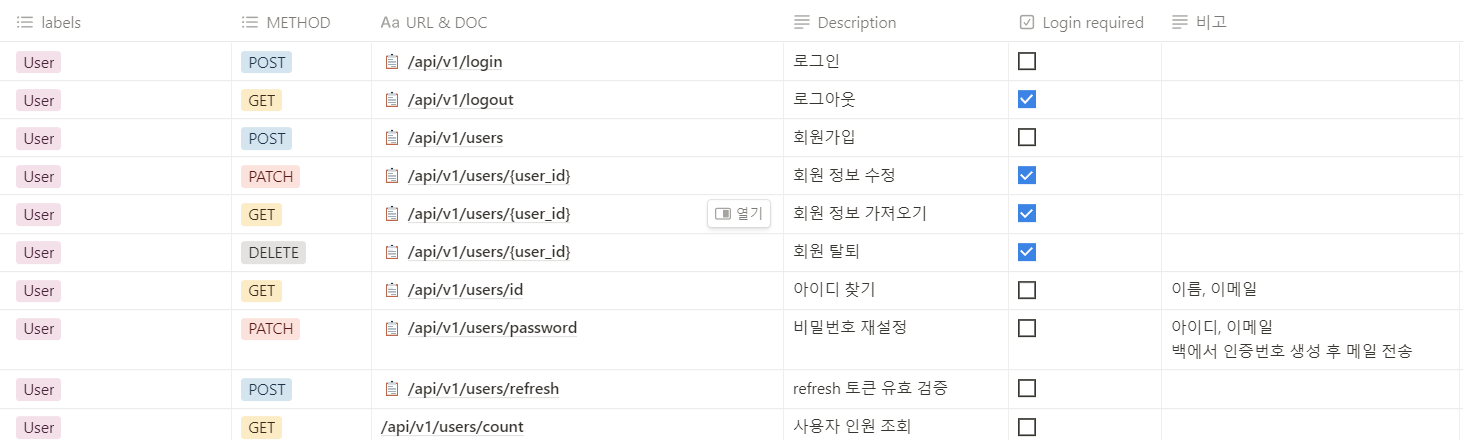 labels METHOD Aa URL & DOC Description Login required 비고
User POST /api/v1/login 로그인
User GET /api/v1/logout 로그아웃
User POST /api/v1/users 회원가입
User PATCH /api/v1/users/{user_id} 회원 정보 수정
User GET /api/v1/users/{user_id} 열기 회원 정보 가져오기
User DELETE /api/v1/users/{user_id} 회원 탈퇴
User GET /api/v1/users/id 아이디 찾기 이름, 이메일
User PATCH /api/v1/users/password 비밀번호 재설정 아이디, 이메일
백에서 인증번호 생성 후 메일 전송
User POST /api/v1/users/refresh refresh 토큰 유효 검증
User GET /api/v1/users/count 사용자 인원 조회